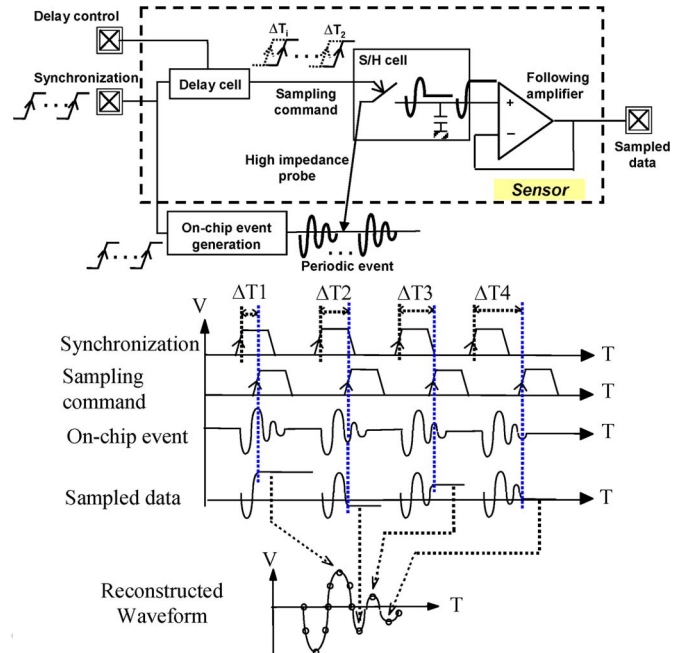 Delay control
Synchronization
Delay cell
ΔTi
ΔT2
Sampling
command
S/H cell
Following
amplifier
+
−
Sampled
data
High impedance
probe
Sensor
On-chip event
generation
Periodic event
V
ΔT1
ΔT2
ΔT3
ΔT4
Synchronization
T
Sampling
command
T
On-chip event
T
Sampled data
T
V
Reconstructed
Waveform
T